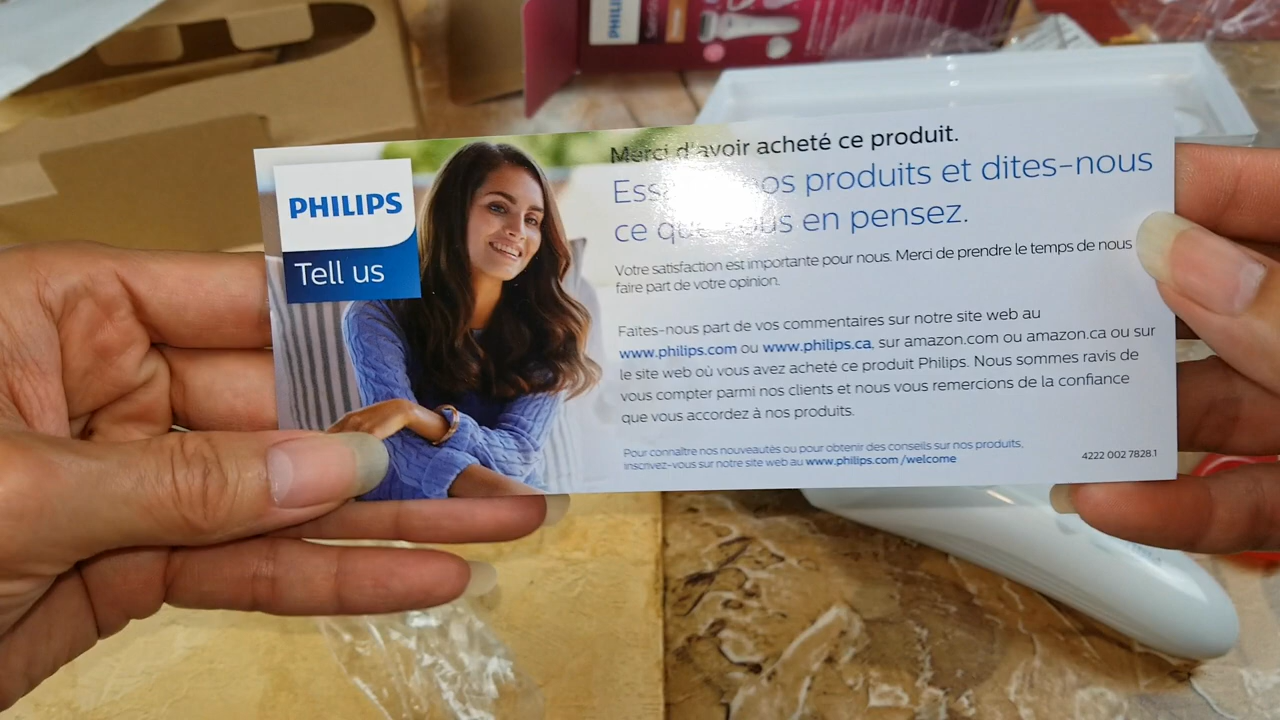 PHILIPS
Tell us
Merci d'avoir acheté ce produit.
produits et dites-nous
ce que en pensez.
Votre satisfaction est importante pour nous. Merci de prendre le temps de nous
faire part de votre opinion.
Faites-nous part de vos commentaires sur notre site web au
www.philips.com ou www.philips.ca, sur amazon.com ou amazon.ca ou sur
le site web où vous avez acheté ce produit Philips. Nous sommes ravis de
vous compter parmi nos clients et nous vous remercions de la confiance
que vous accordez à nos produits.
Pour connaître nos nouveautés ou pour obtenir des conseils sur nos produits,
inscrivez-vous sur notre site web au www.philips.com /welcome
4222 002 7828.1